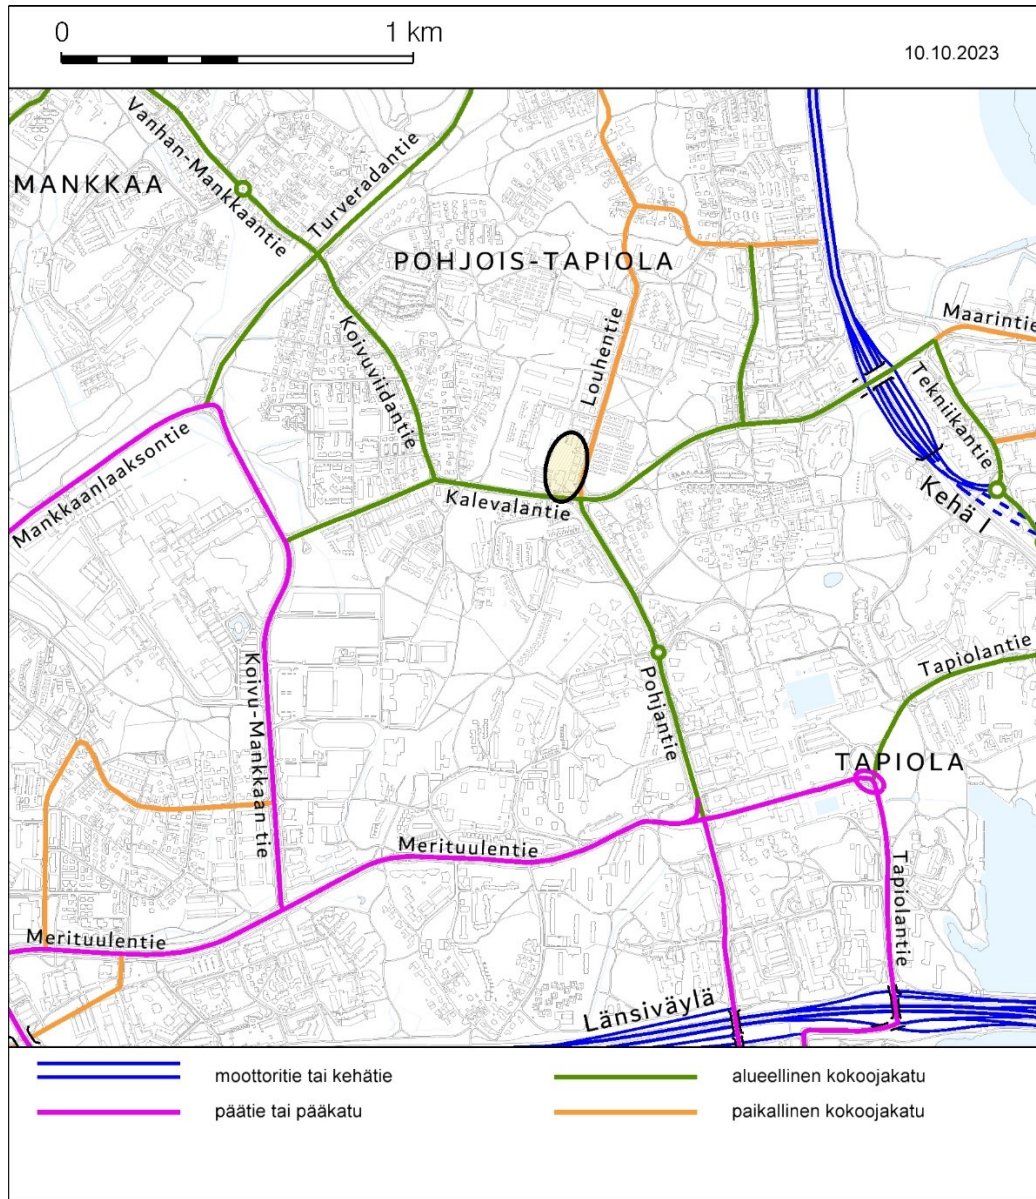 0 1 km
10.10.2023
Vanhan-Mankkaantie
Turveradantie
MANKKAA
POHJOIS-TAPIOLA
Koivuviidantie
Louhentie
Maarintie
Tekniikantie
Mankkaanlaaksontie
Kalevalantie
Kehä I
Koivu-Mankkaan tie
Pohjantie
Tapiolantie
TAPIOLA
Merituulentie
Tapiolantie
Merituulentie
Länsiväylä
moottoritie tai kehätie
alueellinen kokoojakatu
päätie tai pääkatu
paikallinen kokoojakatu